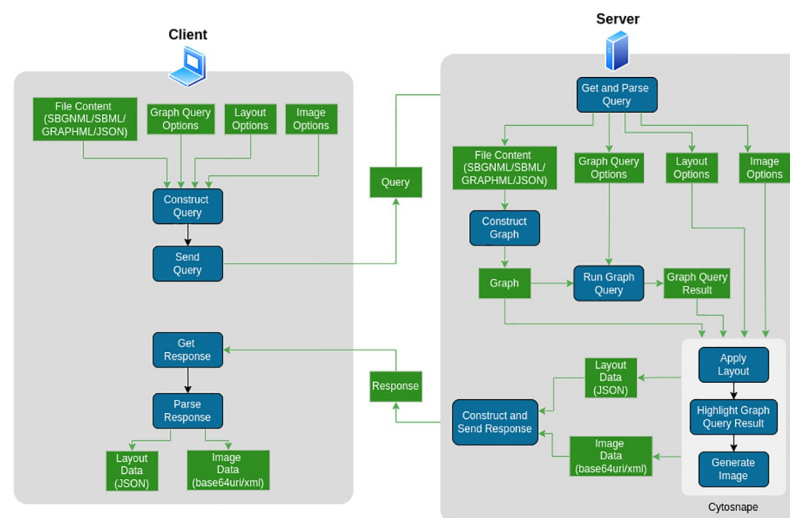 Client
File Content
(SBGNML/SBML/
GRAPHML/JSON)
Graph Query
Options
Layout
Options
Image
Options
Construct
Query
Send
Query
Get
Response
Parse
Response
Layout
Data
(JSON)
Image
Data
(base64uri/xml)
Query
Response
Server
Get and Parse
Query
File Content
(SBGNML/SBML/
GRAPHML/JSON)
Graph Query
Options
Layout
Options
Image
Options
Construct
Graph
Graph
Run Graph
Query
Graph Query
Result
Apply
Layout
Highlight Graph
Query Result
Generate
Image
Cytosnape
Layout
Data
(JSON)
Image
Data
(base64uri/xml)
Construct and
Send Response